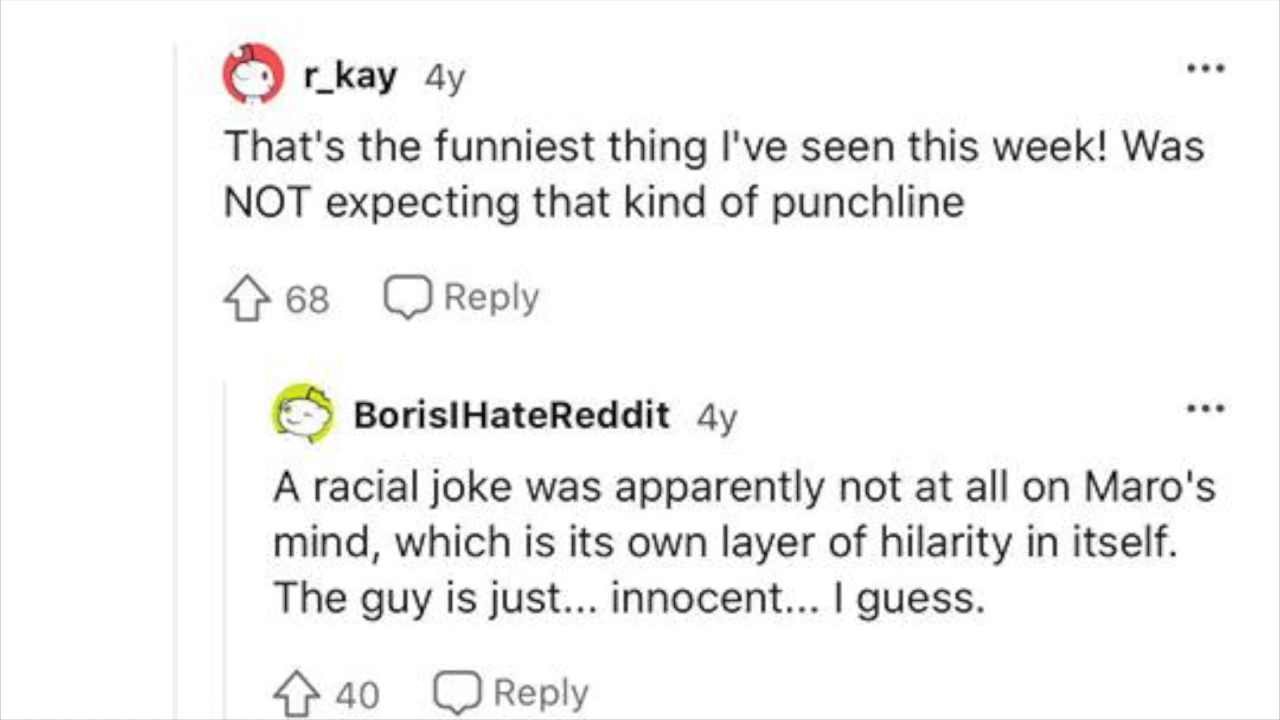 r_kay 4y
That's the funniest thing I've seen this week! Was
NOT expecting that kind of punchline
68 Reply
BorisIHateReddit 4y
A racial joke was apparently not at all on Maro's
mind, which is its own layer of hilarity in itself.
The guy is just... innocent... I guess.
40 Reply